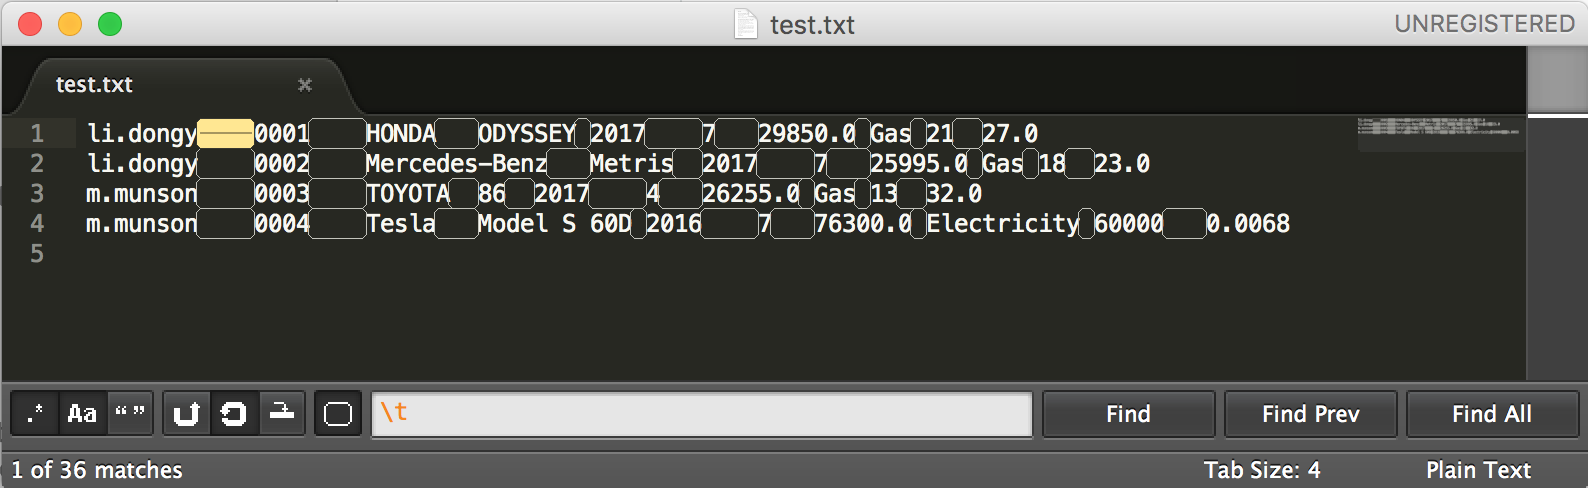 test.txt
UNREGISTERED
test.txt
1 li.dongy 0001 HONDA ODYSSEY 2017 7 29850.0 Gas 21 27.0
2 li.dongy 0002 Mercedes-Benz Metris 2017 7 25995.0 Gas 18 23.0
3 m.munson 0003 TOYOTA 86 2017 4 26255.0 Gas 13 32.0
4 m.munson 0004 Tesla Model S 60D 2016 7 76300.0 Electricity 60000 0.0068
5
.* Aa “ ” \t Find Find Prev Find All
1 of 36 matches Tab Size: 4 Plain Text